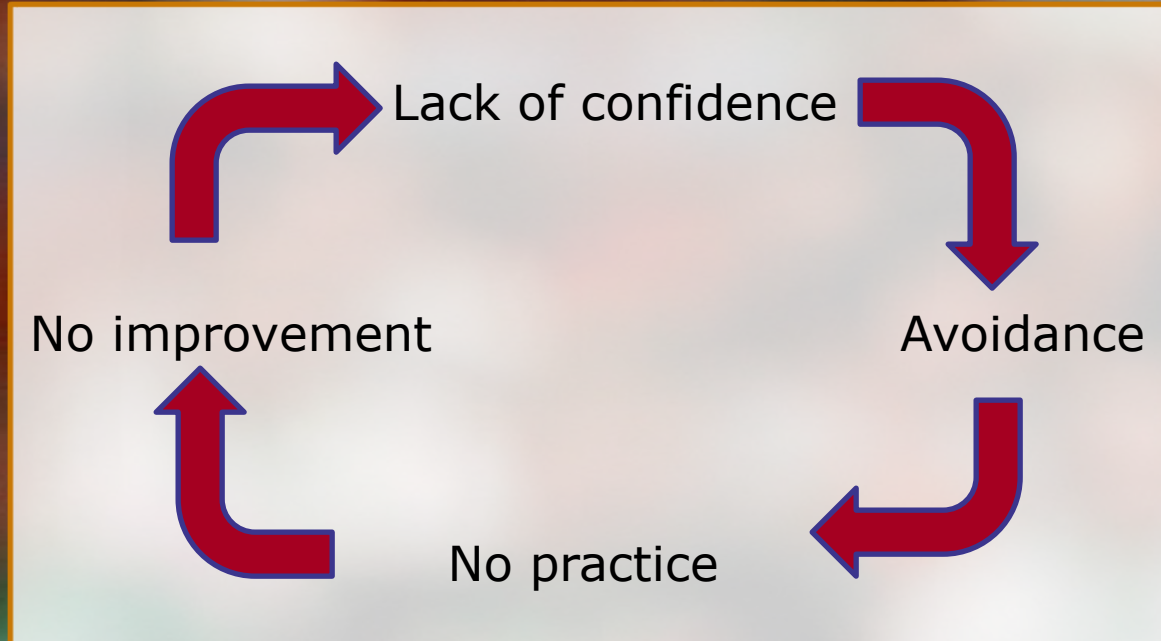 Lack of confidence
No improvement
Avoidance
No practice